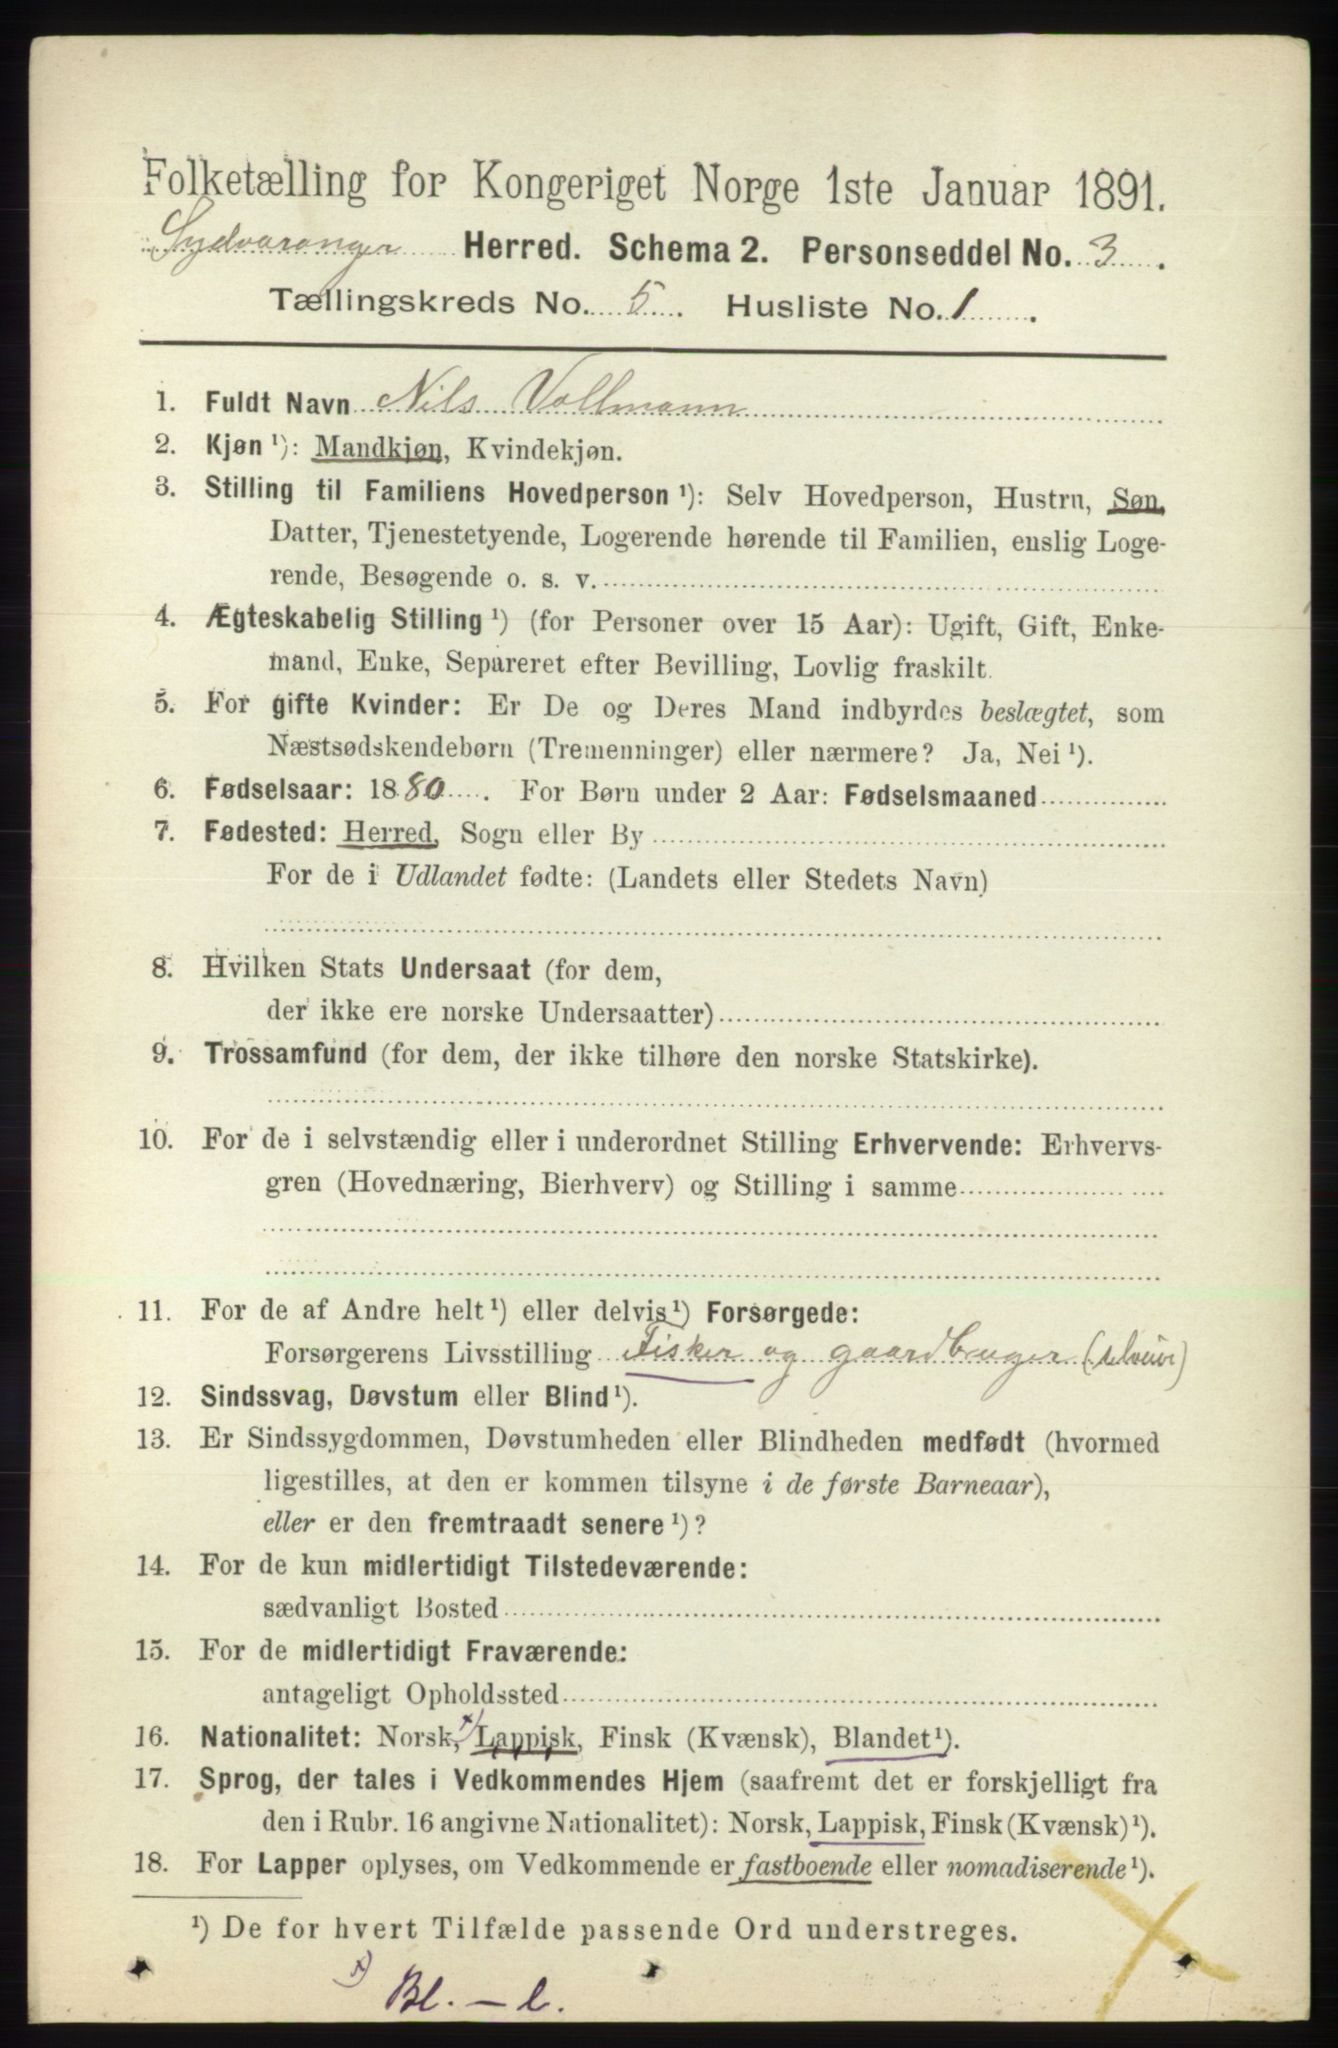 Folketælling for Kongeriget Norge 1ste Januar 1891.
Sydvaranger Herred. Schema 2. Personseddel No. 3.
Tællingskreds No. 5. Husliste No. 1.
1. Fuldt Navn Nils Vollmann
2. Kjøn ¹): Mandkjøn, Kvindekjøn.
3. Stilling til Familiens Hovedperson ¹): Selv Hovedperson, Hustru, Søn,
Datter, Tjenestetyende, Logerende hørende til Familien, enslig Loge-
rende, Besøgende o. s. v.
4. Ægteskabelig Stilling ¹) (for Personer over 15 Aar): Ugift, Gift, Enke-
mand, Enke, Separeret efter Bevilling, Lovlig fraskilt.
5. For gifte Kvinder: Er De og Deres Mand indbyrdes beslægtet, som
Næstsødskendebørn (Tremenninger) eller nærmere? Ja, Nei ¹).
6. Fødselsaar: 1880. For Børn under 2 Aar: Fødselsmaaned
7. Fødested: Herred, Sogn eller By
For de i Udlandet fødte: (Landets eller Stedets Navn)
8. Hvilken Stats Undersaat (for dem,
der ikke ere norske Undersaatter)
9. Trossamfund (for dem, der ikke tilhøre den norske Statskirke).
10. For de i selvstændig eller i underordnet Stilling Erhvervende: Erhvervs-
gren (Hovednæring, Bierhverv) og Stilling i samme
11. For de af Andre helt ¹) eller delvis ¹) Forsørgede:
Forsørgerens Livsstilling Fisker og gaardbruger (selveier)
12. Sindssvag, Døvstum eller Blind ¹).
13. Er Sindssygdommen, Døvstumheden eller Blindheden medfødt (hvormed
ligestilles, at den er kommen tilsyne i de første Barneaar),
eller er den fremtraadt senere ¹)?
14. For de kun midlertidigt Tilstedeværende:
sædvanligt Bosted
15. For de midlertidigt Fraværende:
antageligt Opholdssted
16. Nationalitet: Norsk, x) Lappisk, Finsk (Kvænsk), Blandet ¹).
17. Sprog, der tales i Vedkommendes Hjem (saafremt det er forskjelligt fra
den i Rubr. 16 angivne Nationalitet): Norsk, Lappisk, Finsk (Kvænsk) ¹).
18. For Lapper oplyses, om Vedkommende er fastboende eller nomadiserende ¹).
¹) De for hvert Tilfælde passende Ord understreges.
x) Bl. – l.